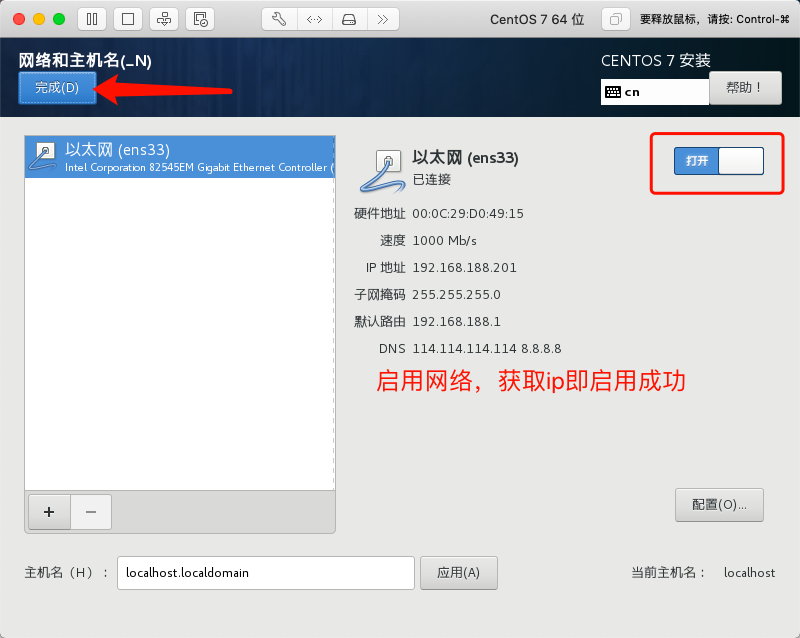 CentOS 7 64 位
要释放鼠标，请按: Control-⌘
网络和主机名(_N)
CENTOS 7 安装
完成(D)
cn
帮助！
以太网 (ens33)
Intel Corporation 82545EM Gigabit Ethernet Controller (
以太网 (ens33)
已连接
打开
硬件地址 00:0C:29:D0:49:15
速度 1000 Mb/s
IP 地址 192.168.188.201
子网掩码 255.255.255.0
默认路由 192.168.188.1
DNS 114.114.114.114 8.8.8.8
启用网络，获取ip即启用成功
+ −
配置(O)...
主机名（H）： localhost.localdomain 应用(A) 当前主机名： localhost